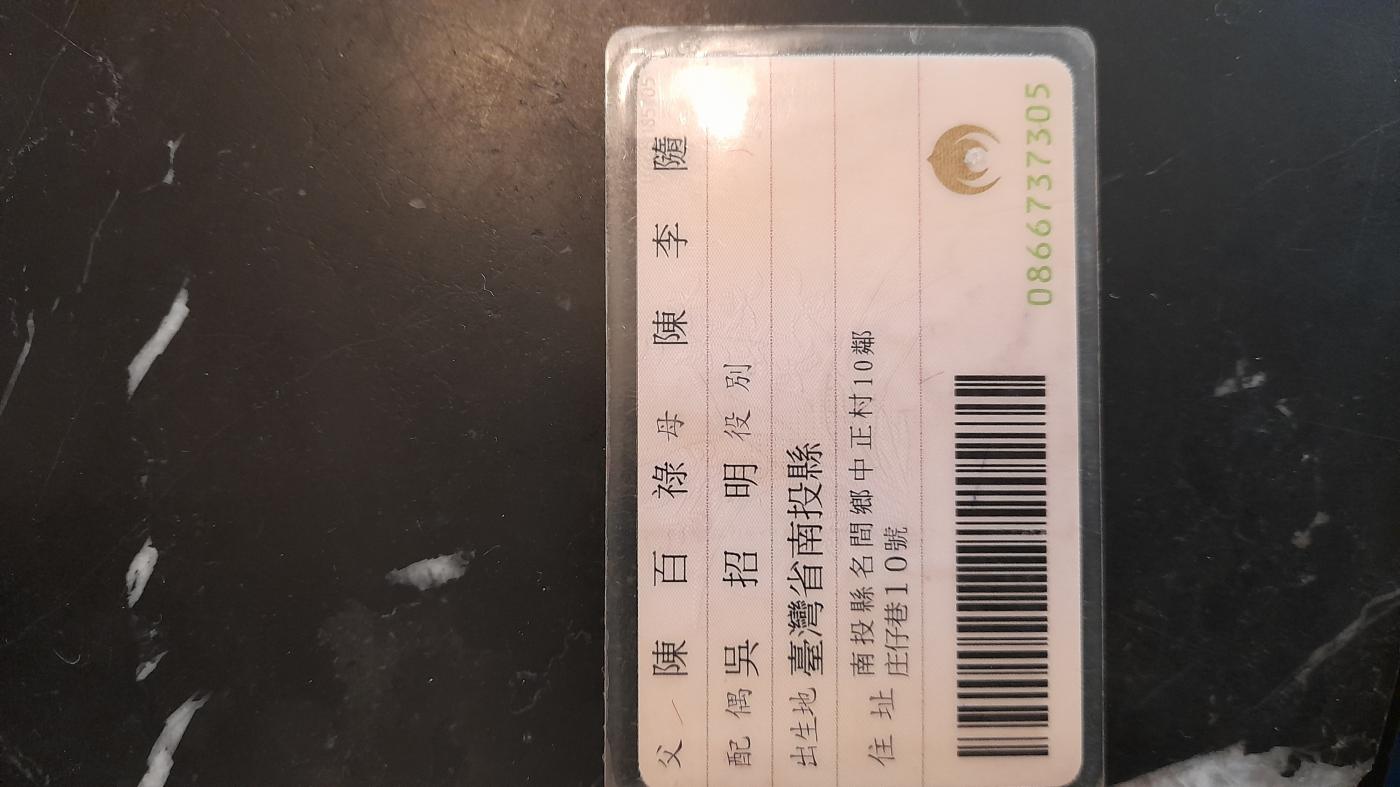 父 陳百祿 母 陳李隨
配偶 吳招明 役別
出生地 臺灣省南投縣
住址 南投縣名間鄉中正村10鄰
庄仔巷10號
0866737305